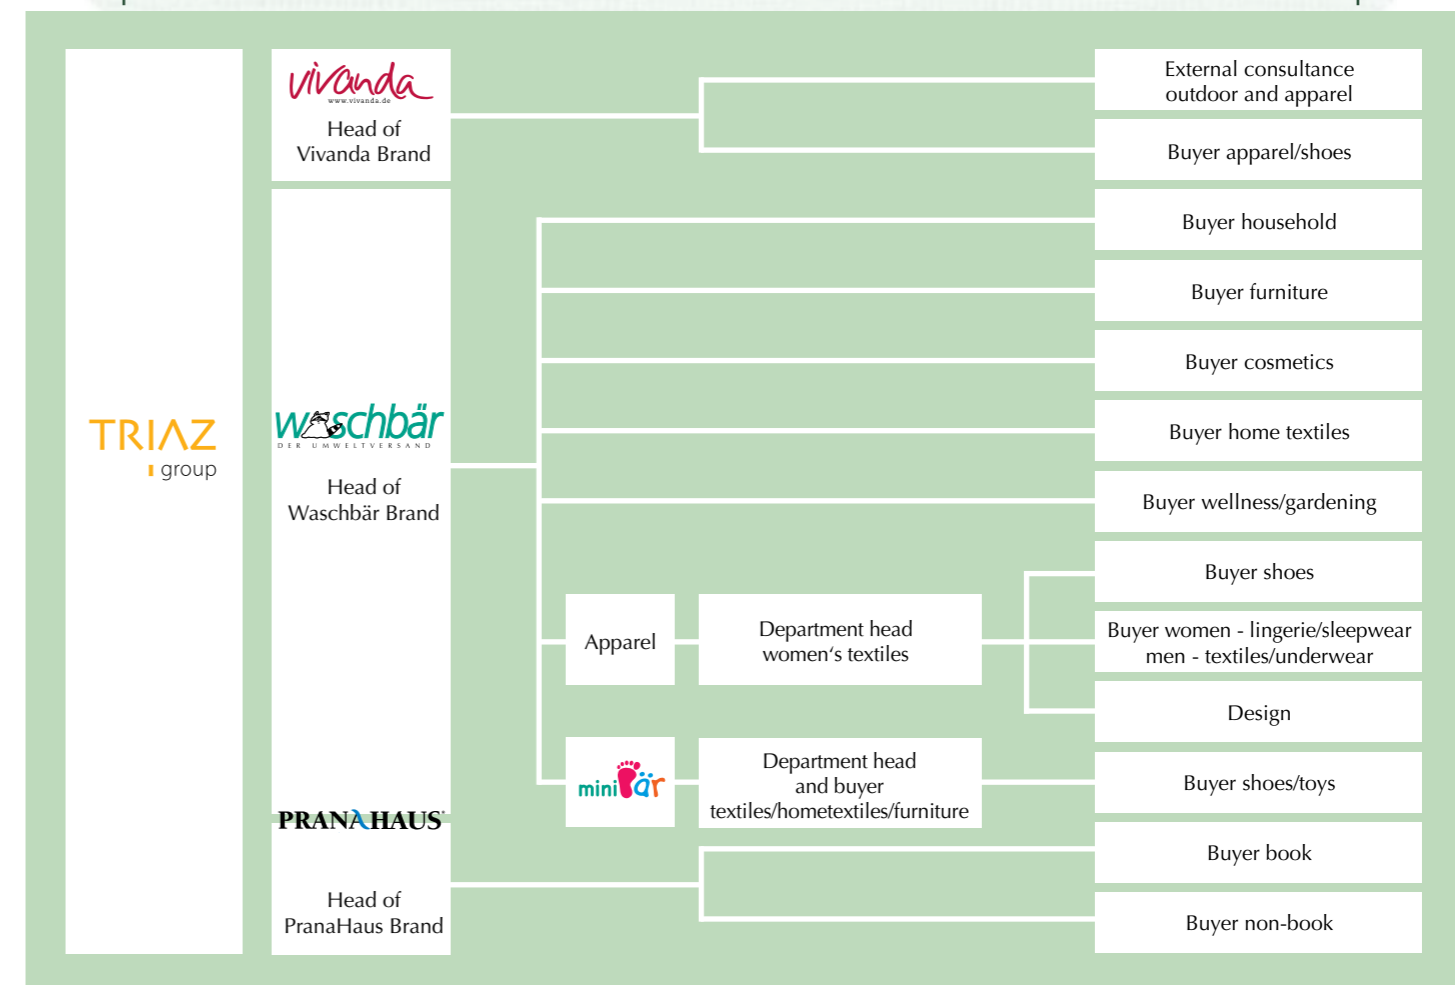 TRIAZ
group
vivanda
www.vivanda.de
Head of
Vivanda Brand
waschbär
DER UMWELTVERSAND
Head of
Waschbär Brand
PRANAHAUS
Head of
PranaHaus Brand
Apparel
Department head
women‘s textiles
minibär
Department head
and buyer
textiles/hometextiles/furniture
External consultance
outdoor and apparel
Buyer apparel/shoes
Buyer household
Buyer furniture
Buyer cosmetics
Buyer home textiles
Buyer wellness/gardening
Buyer shoes
Buyer women - lingerie/sleepwear
men - textiles/underwear
Design
Buyer shoes/toys
Buyer book
Buyer non-book